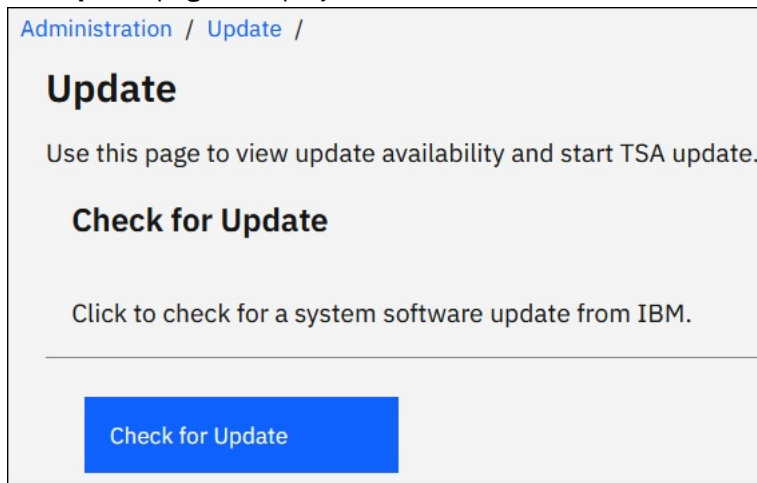 Administration / Update /
Update
Use this page to view update availability and start TSA update.
Check for Update
Click to check for a system software update from IBM.
Check for Update